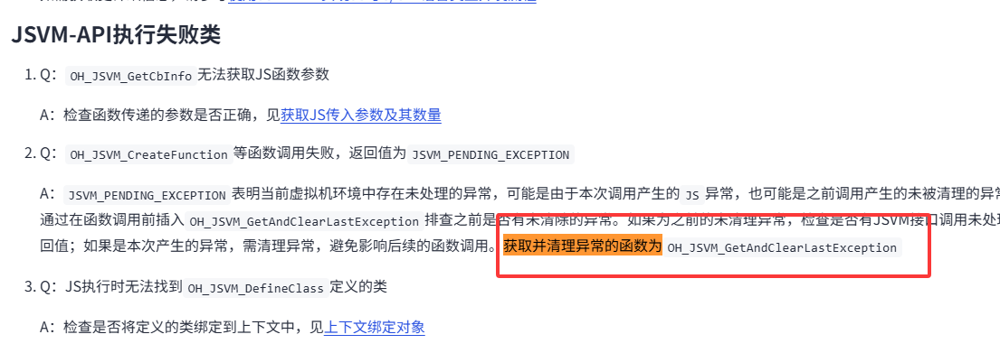 JSVM-API执行失败类
1. Q： OH_JSVM_GetCbInfo 无法获取JS函数参数
A：检查函数传递的参数是否正确，见获取JS传入参数及其数量
2. Q： OH_JSVM_CreateFunction 等函数调用失败，返回值为 JSVM_PENDING_EXCEPTION
A： JSVM_PENDING_EXCEPTION 表明当前虚拟机环境中存在未处理的异常，可能是由于本次调用产生的 JS 异常，也可能是之前调用产生的未被清理的异常
通过在函数调用前插入 OH_JSVM_GetAndClearLastException 排查之前是否有未清除的异常。如果为之前的未清理异常，检查是否有JSVM接口调用未处
回值；如果是本次产生的异常，需清理异常，避免影响后续的函数调用。获取并清理异常的函数为 OH_JSVM_GetAndClearLastException
3. Q：JS执行时无法找到 OH_JSVM_DefineClass 定义的类
A：检查是否将定义的类绑定到上下文中，见上下文绑定对象